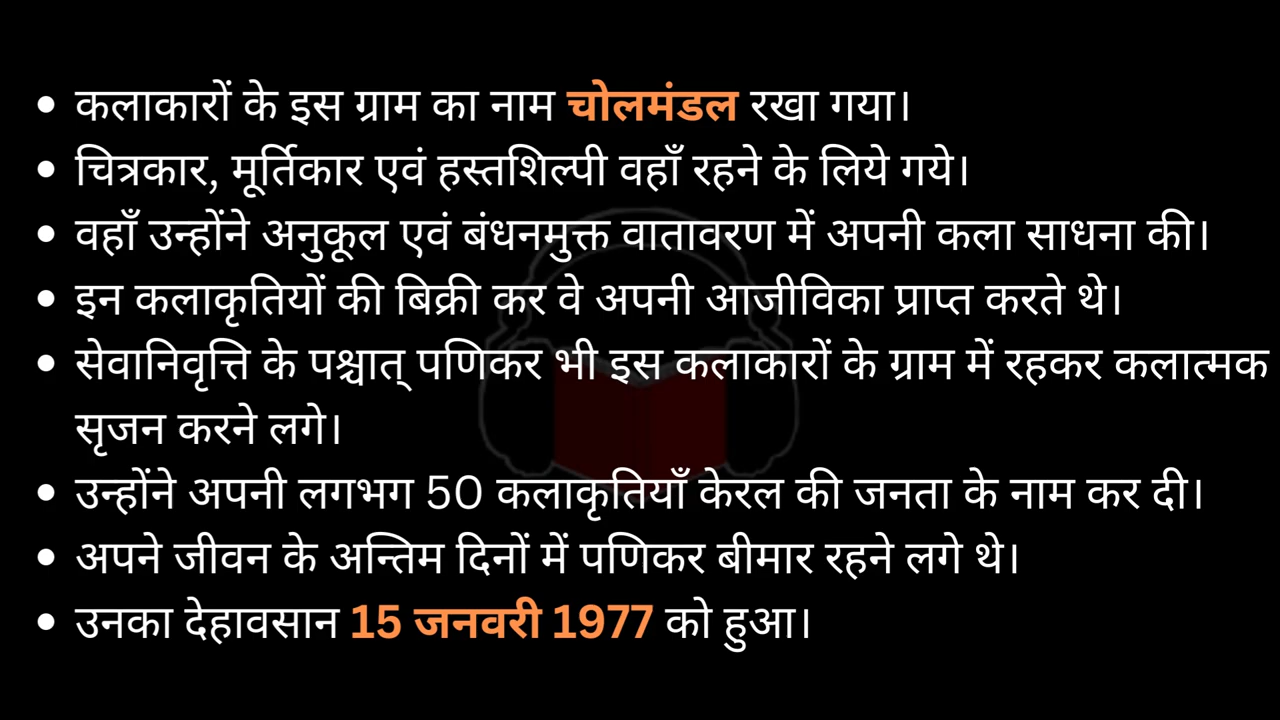 • कलाकारों के इस ग्राम का नाम चोलमंडल रखा गया।
• चित्रकार, मूर्तिकार एवं हस्तशिल्पी वहाँ रहने के लिये गये।
• वहाँ उन्होंने अनुकूल एवं बंधनमुक्त वातावरण में अपनी कला साधना की।
• इन कलाकृतियों की बिक्री कर वे अपनी आजीविका प्राप्त करते थे।
• सेवानिवृत्ति के पश्चात् पणिकर भी इस कलाकारों के ग्राम में रहकर कलात्मक
सृजन करने लगे।
• उन्होंने अपनी लगभग 50 कलाकृतियाँ केरल की जनता के नाम कर दी।
• अपने जीवन के अन्तिम दिनों में पणिकर बीमार रहने लगे थे।
• उनका देहावसान 15 जनवरी 1977 को हुआ।